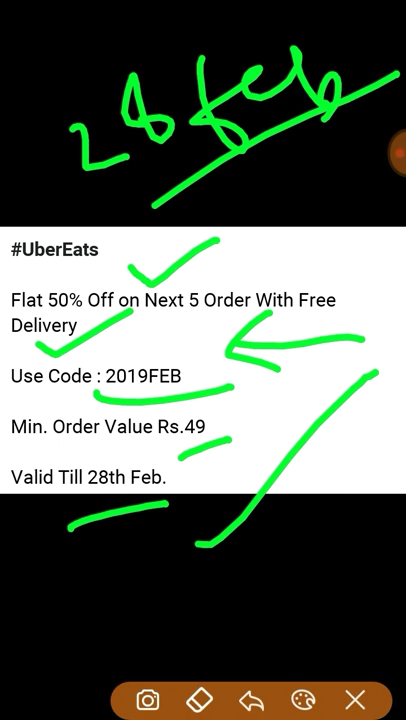 28 feb
#UberEats
Flat 50% Off on Next 5 Order With Free
Delivery
Use Code : 2019FEB
Min. Order Value Rs.49
Valid Till 28th Feb.